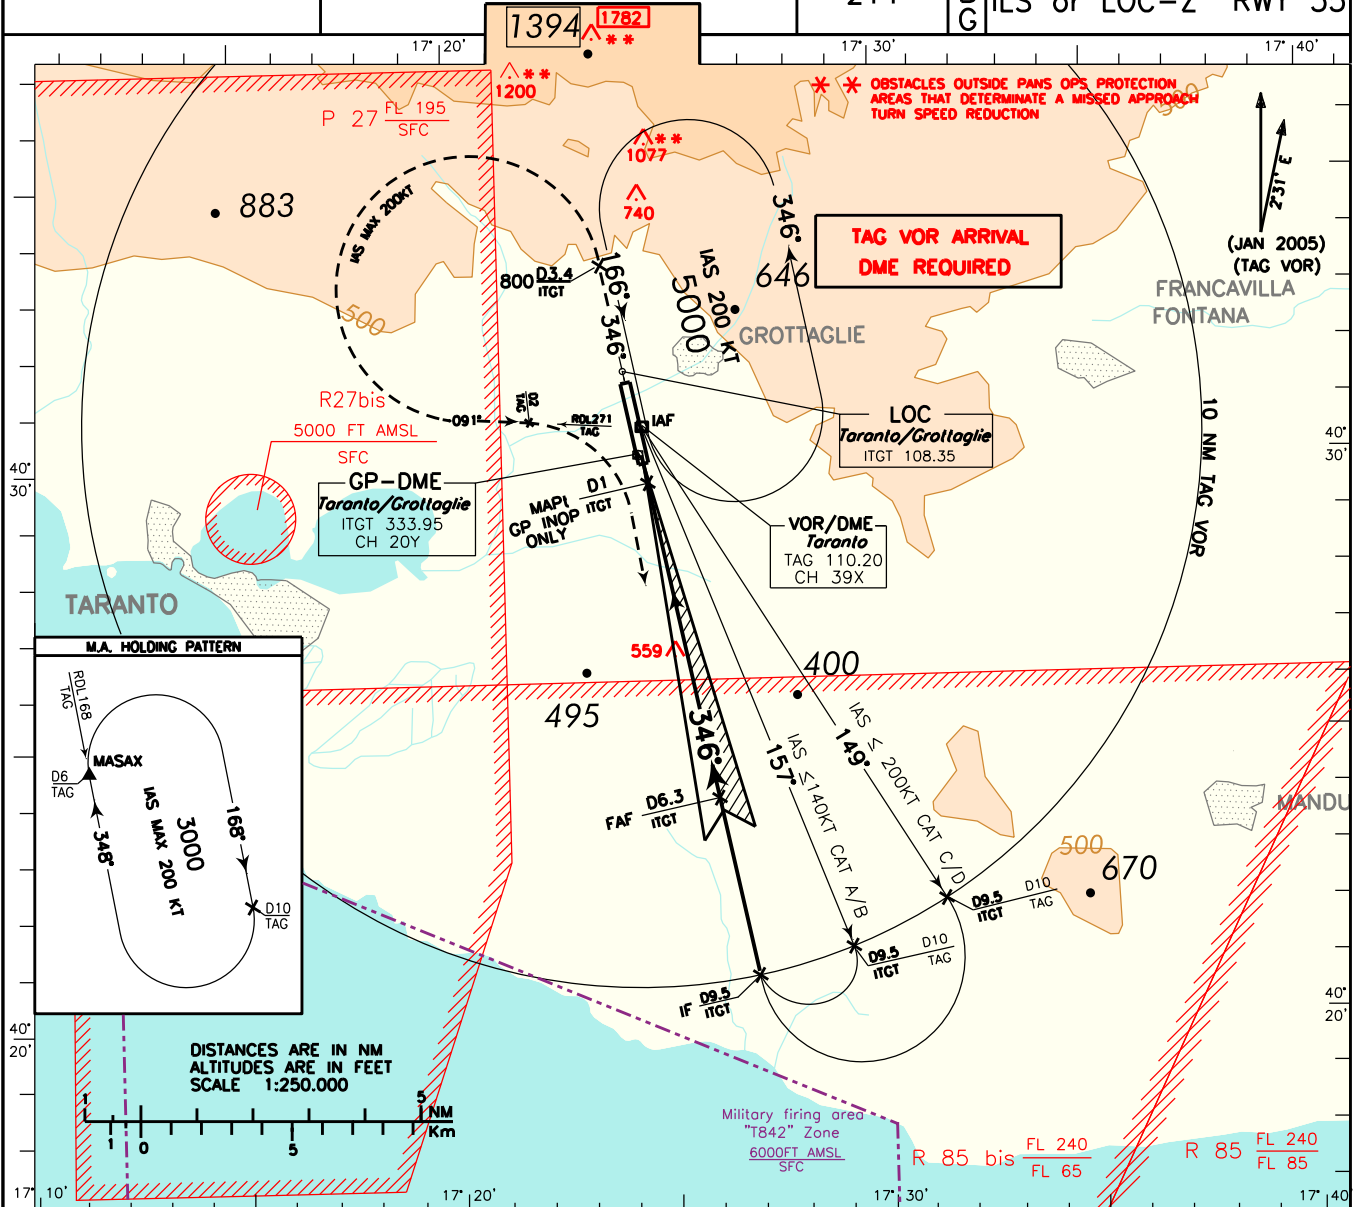 ILS or LOC-Z RWY 35
G
1394
1782
**
17° 20'
17° 30'
17° 40'
**
1200
* * OBSTACLES OUTSIDE PANS OPS PROTECTION
AREAS THAT DETERMINATE A MISSED APPROACH
TURN SPEED REDUCTION
500
P 27 FL 195
SFC
**
1077
2°31' E
883
IAS MAX 200KT
740
346°
TAG VOR ARRIVAL
DME REQUIRED
(JAN 2005)
(TAG VOR)
800 D3.4
ITGT
166°
IAS 200 KT
5000
646
FRANCAVILLA
FONTANA
500
346°
GROTTAGLIE
R27bis
5000 FT AMSL
SFC
D2
TAG
091°
RDL271
TAG
IAF
LOC
Taranto/Grottaglie
ITGT 108.35
10 NM TAG VOR
40°
30'
40°
30'
GP-DME
Taranto/Grottaglie
ITGT 333.95
CH 20Y
D1
ITGT
MAPt
GP INOP
ONLY
VOR/DME
Taranto
TAG 110.20
CH 39X
TARANTO
M.A. HOLDING PATTERN
559
400
RDL168
TAG
495
346°
MASAX
D6
TAG
3000
IAS MAX 200 KT
168°
348°
D10
TAG
IAS ≤140KT CAT A/B
157°
IAS ≤ 200KT CAT C/D
149°
D6.3
ITGT
FAF
MANDU
500
670
D9.5
ITGT
D10
TAG
D9.5
ITGT
D10
TAG
IF D9.5
ITGT
40°
20'
40°
20'
DISTANCES ARE IN NM
ALTITUDES ARE IN FEET
SCALE 1:250.000
1
5
NM
Km
1
0
5
Military firing area
"T842" Zone
6000FT AMSL
SFC
R 85 bis FL 240
FL 65
R 85 FL 240
FL 85
17° 10'
17° 20'
17° 30'
17° 40'